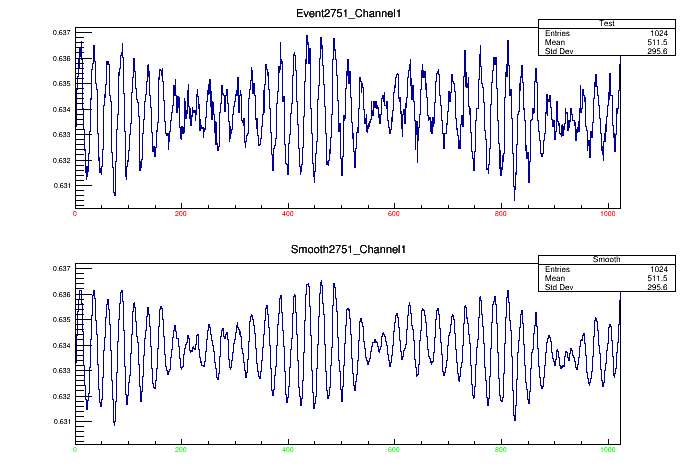 Event2751_Channel1
Test
Entries 1024
Mean 511.5
Std Dev 295.6
0.637
0.636
0.635
0.634
0.633
0.632
0.631
0 200 400 600 800 1000
Smooth2751_Channel1
Smooth
Entries 1024
Mean 511.5
Std Dev 295.6
0.637
0.636
0.635
0.634
0.633
0.632
0.631
0 200 400 600 800 1000